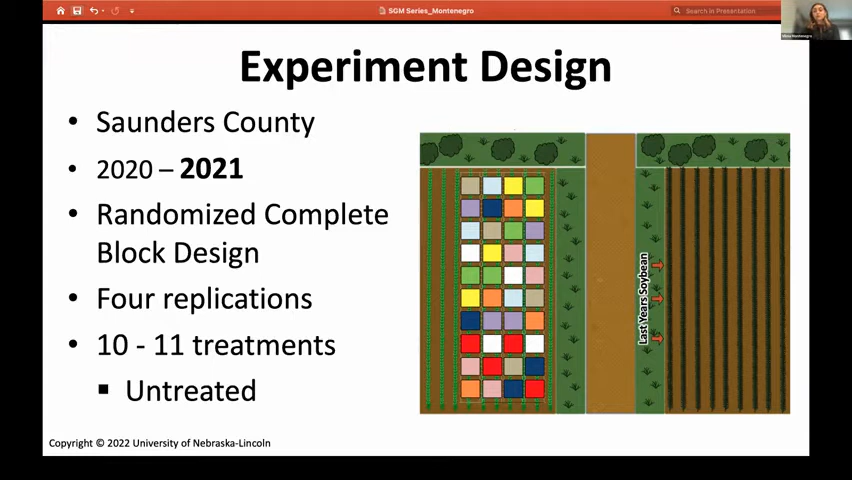 SGM Series_Montenegro
Search in Presentation
Experiment Design
• Saunders County
• 2020 – 2021
• Randomized Complete
Block Design
• Four replications
• 10 - 11 treatments
▪ Untreated
Last Years Soybean
Copyright © 2022 University of Nebraska-Lincoln